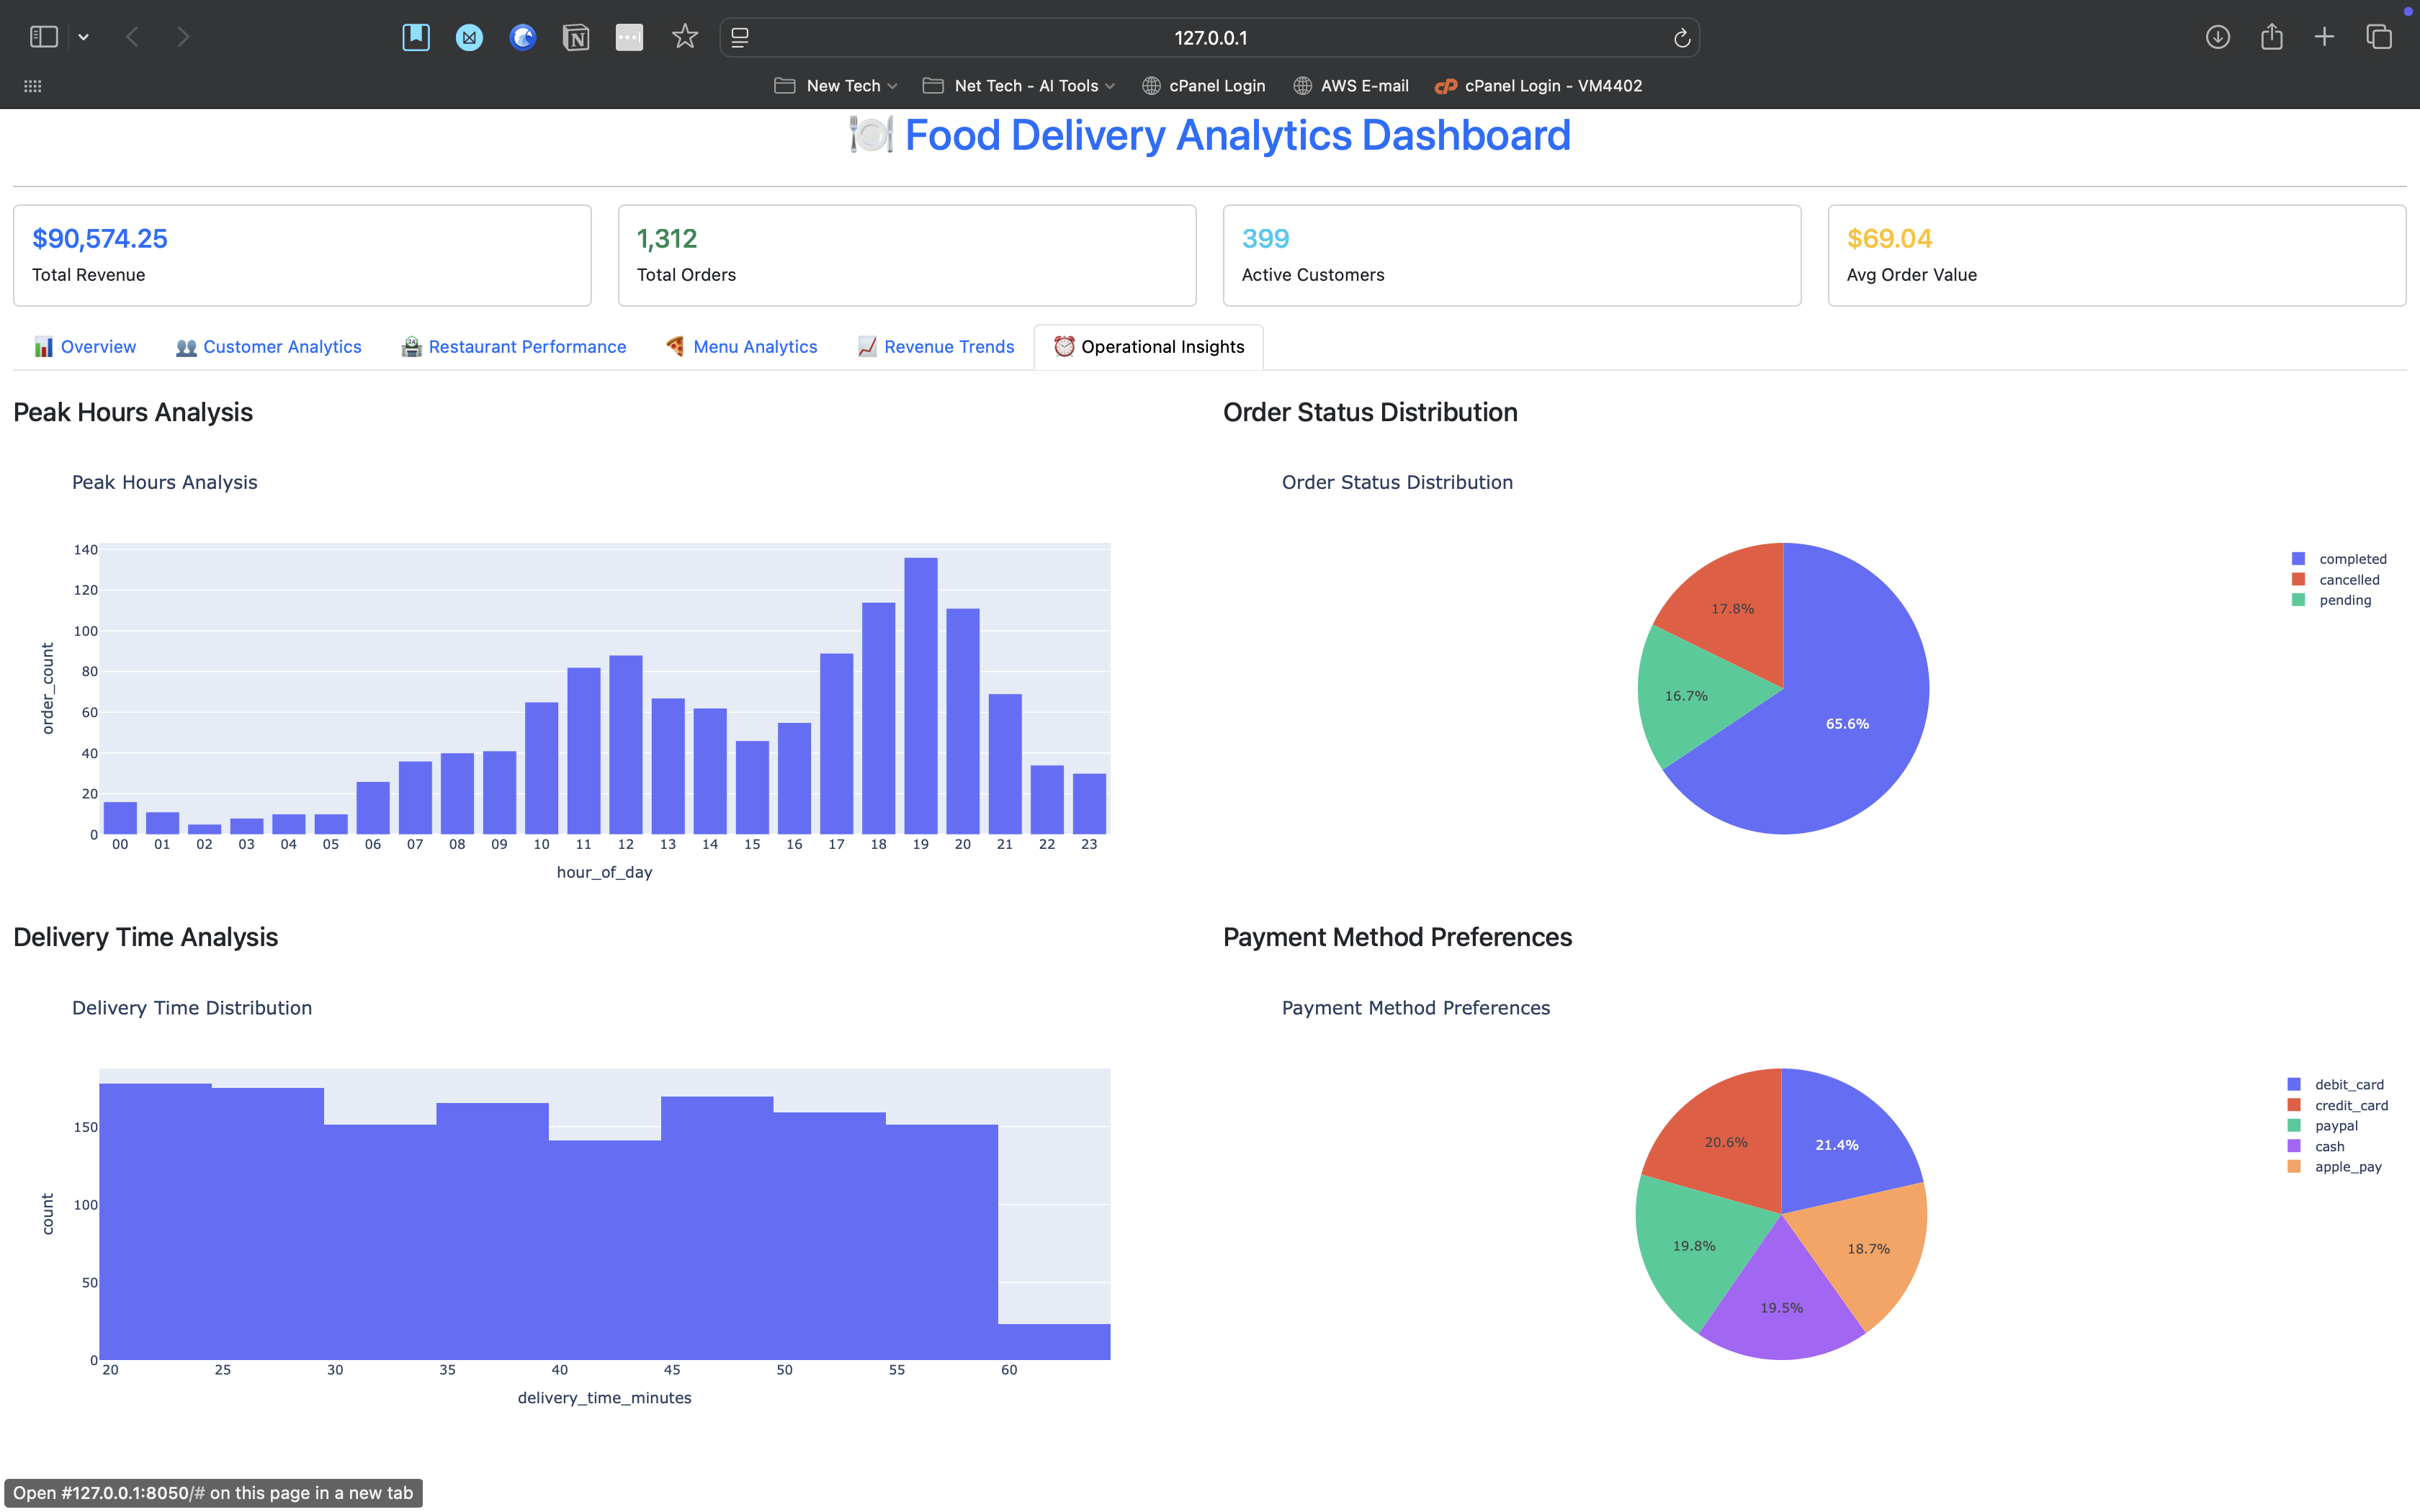 127.0.0.1
New Tech
Net Tech - AI Tools
cPanel Login
AWS E-mail
cP cPanel Login - VM4402
Food Delivery Analytics Dashboard
$90,574.25
Total Revenue
1,312
Total Orders
399
Active Customers
$69.04
Avg Order Value
Overview
Customer Analytics
24
Restaurant Performance
Menu Analytics
Revenue Trends
Operational Insights
Peak Hours Analysis
Peak Hours Analysis
140
120
100
80
60
40
20
0
order_count
00 01 02 03 04 05 06 07 08 09 10 11 12 13 14 15 16 17 18 19 20 21 22 23
hour_of_day
Order Status Distribution
Order Status Distribution
17.8%
16.7%
65.6%
completed
cancelled
pending
Delivery Time Analysis
Delivery Time Distribution
150
100
50
0
count
20 25 30 35 40 45 50 55 60
delivery_time_minutes
Payment Method Preferences
Payment Method Preferences
20.6%
21.4%
19.8%
18.7%
19.5%
debit_card
credit_card
paypal
cash
apple_pay
Open #127.0.0.1:8050/# on this page in a new tab